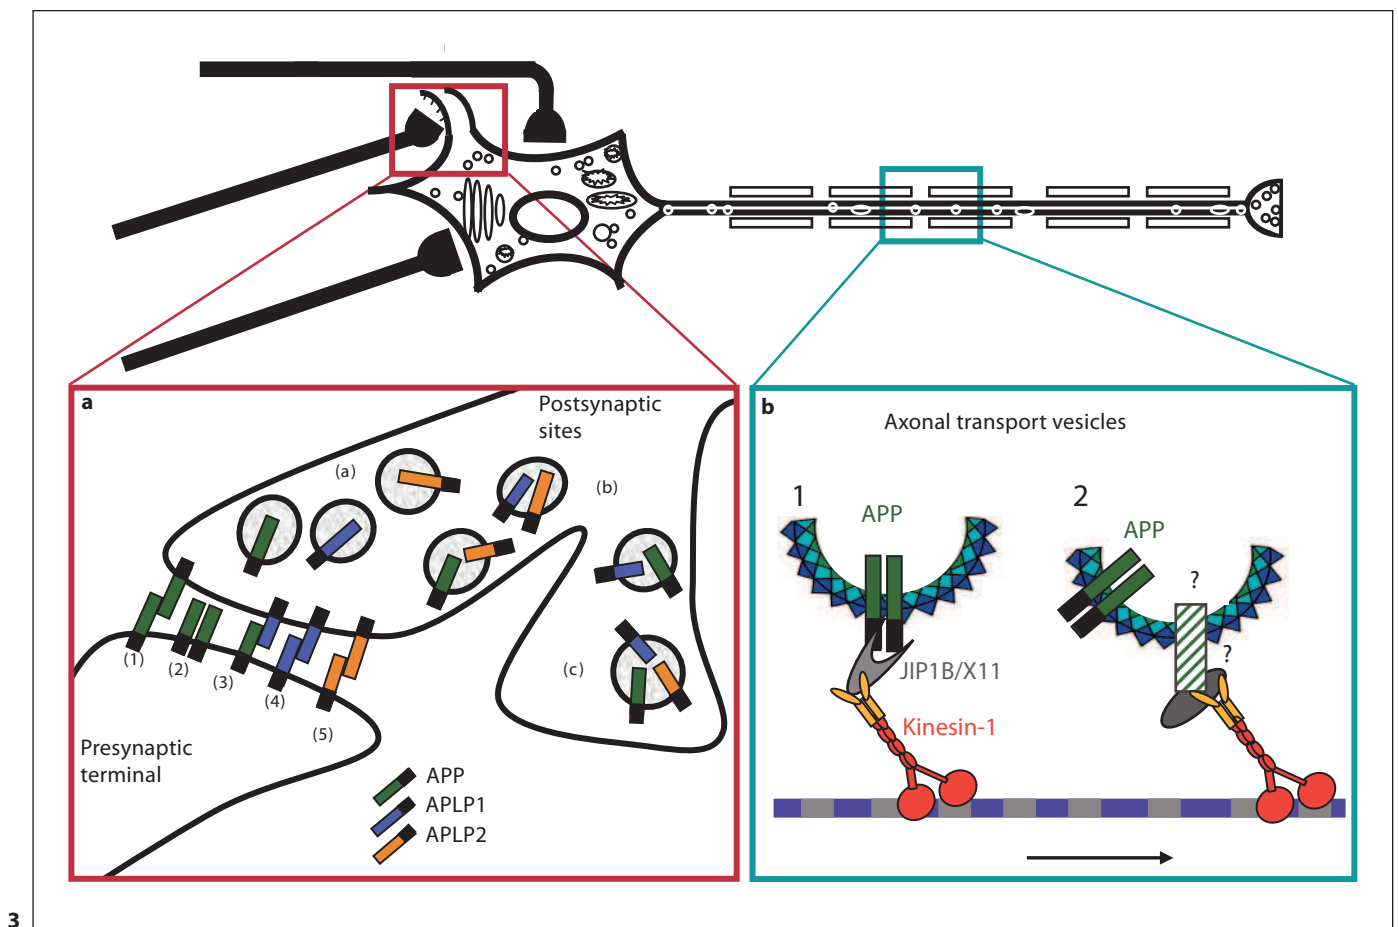 a
Postsynaptic
sites
(a)
(b)
(c)
(1)
(2)
(3)
(4)
(5)
Presynaptic
terminal
APP
APLP1
APLP2
b
Axonal transport vesicles
1
APP
JIP1B/X11
Kinesin-1
2
APP
?
?
3